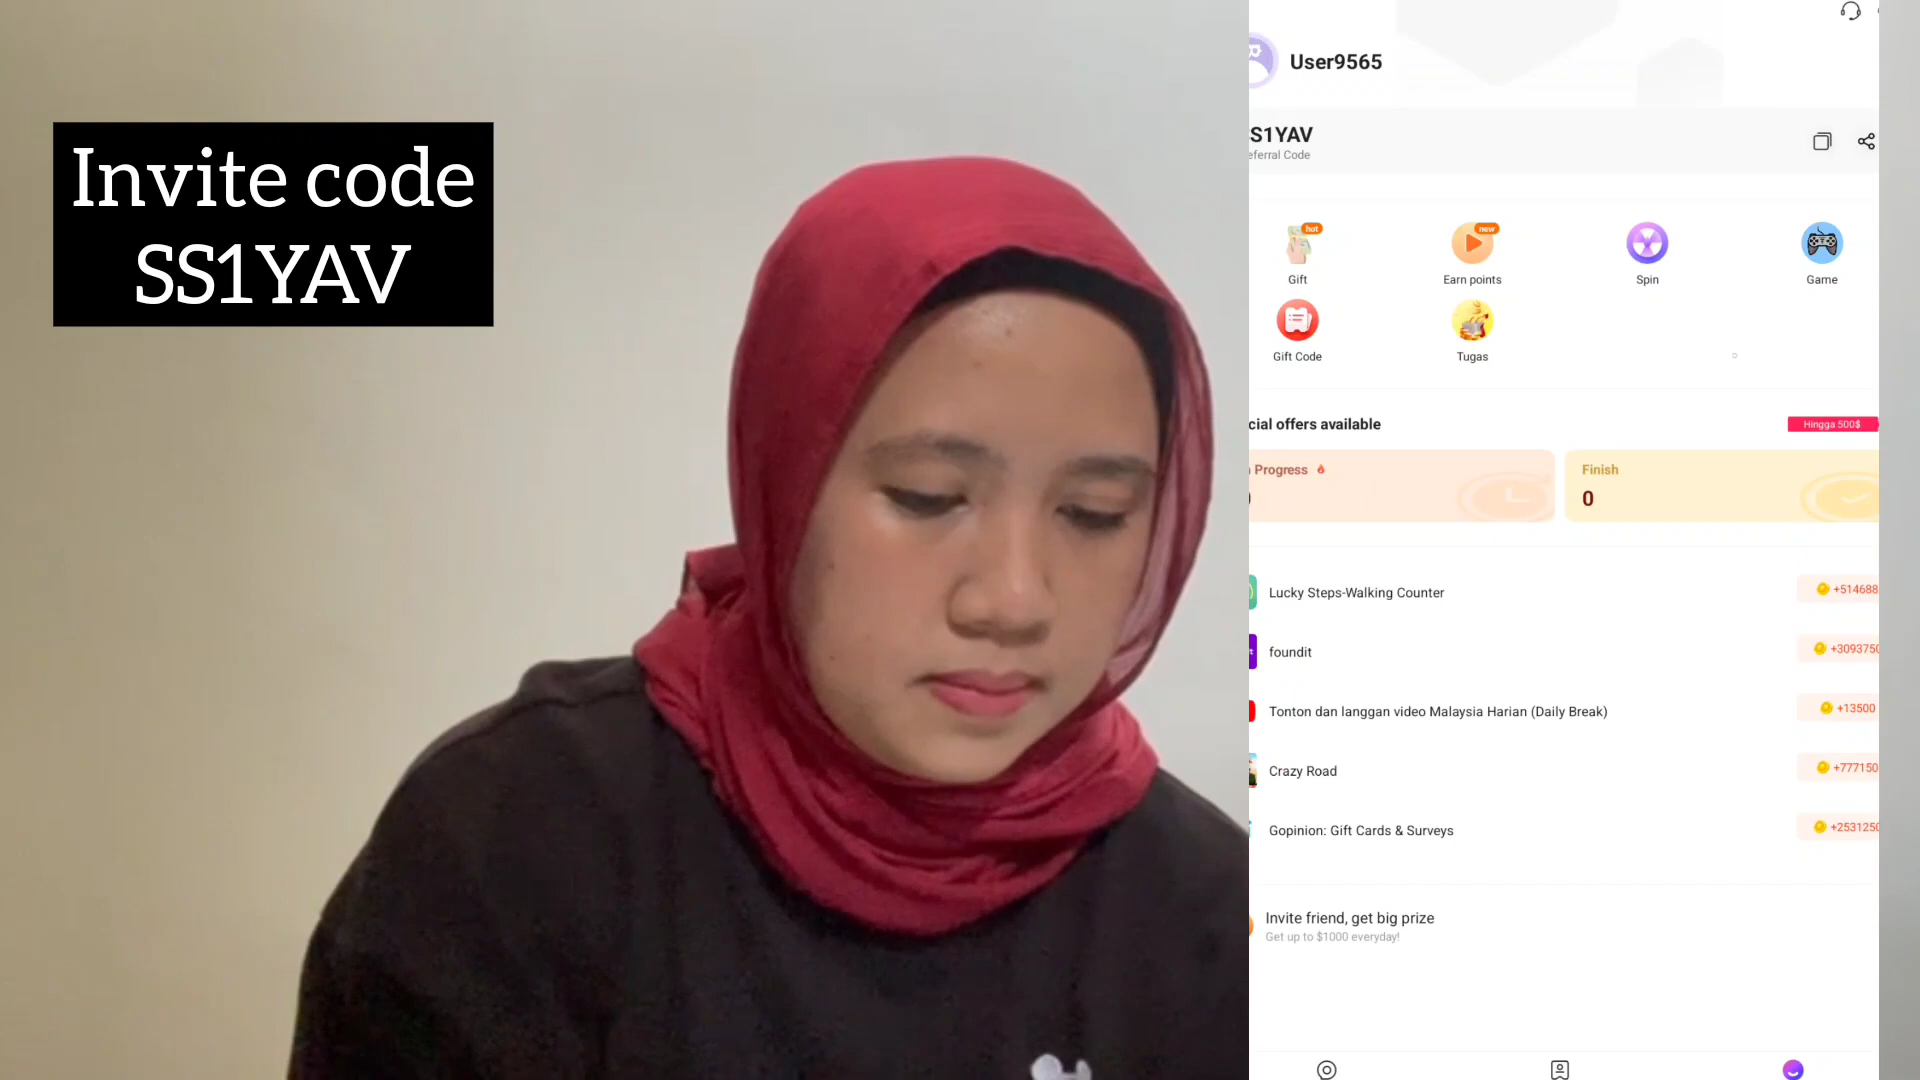 Invite code
SS1YAV
User9565
S1YAV
eferral Code
hot
new
Gift
Earn points
Spin
Game
Gift Code
Tugas
cial offers available
Hingga 500$
Progress
Finish
0
Lucky Steps-Walking Counter
+514688
foundit
+3093750
Tonton dan langgan video Malaysia Harian (Daily Break)
+13500
Crazy Road
+777150
Gopinion: Gift Cards & Surveys
+2531250
Invite friend, get big prize
Get up to $1000 everyday!